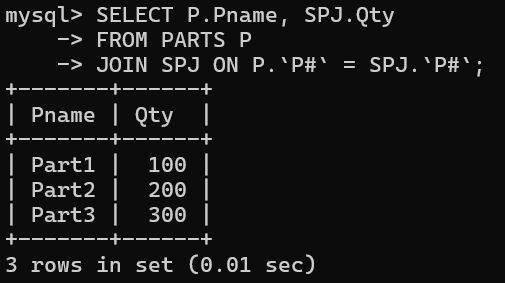 mysql> SELECT P.Pname, SPJ.Qty
    -> FROM PARTS P
    -> JOIN SPJ ON P.`P#` = SPJ.`P#`;
+-------+------+
| Pname | Qty  |
+-------+------+
| Part1 |  100 |
| Part2 |  200 |
| Part3 |  300 |
+-------+------+
3 rows in set (0.01 sec)